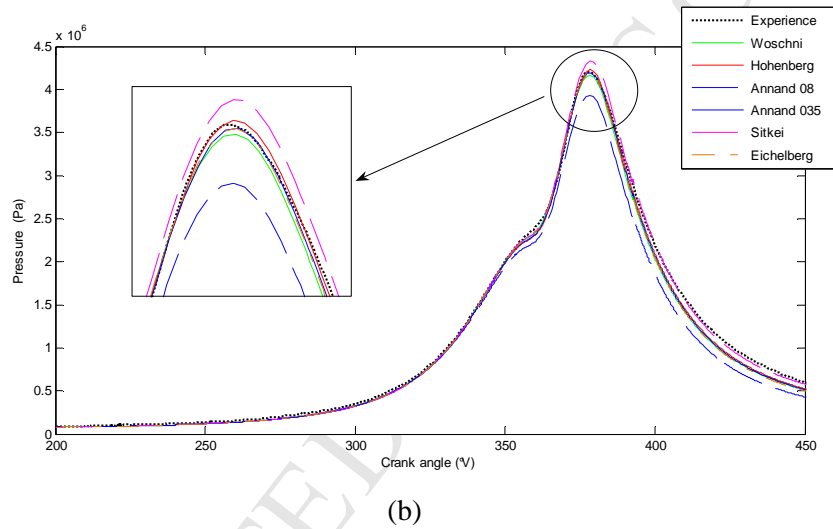 x 10^6
4.5
4
3.5
3
2.5
2
1.5
1
0.5
0
Pressure (Pa)
200 250 300 350 400 450
Crank angle (°V)
Experience
Woschni
Hohenberg
Annand 08
Annand 035
Sitkei
Eichelberg
(b)